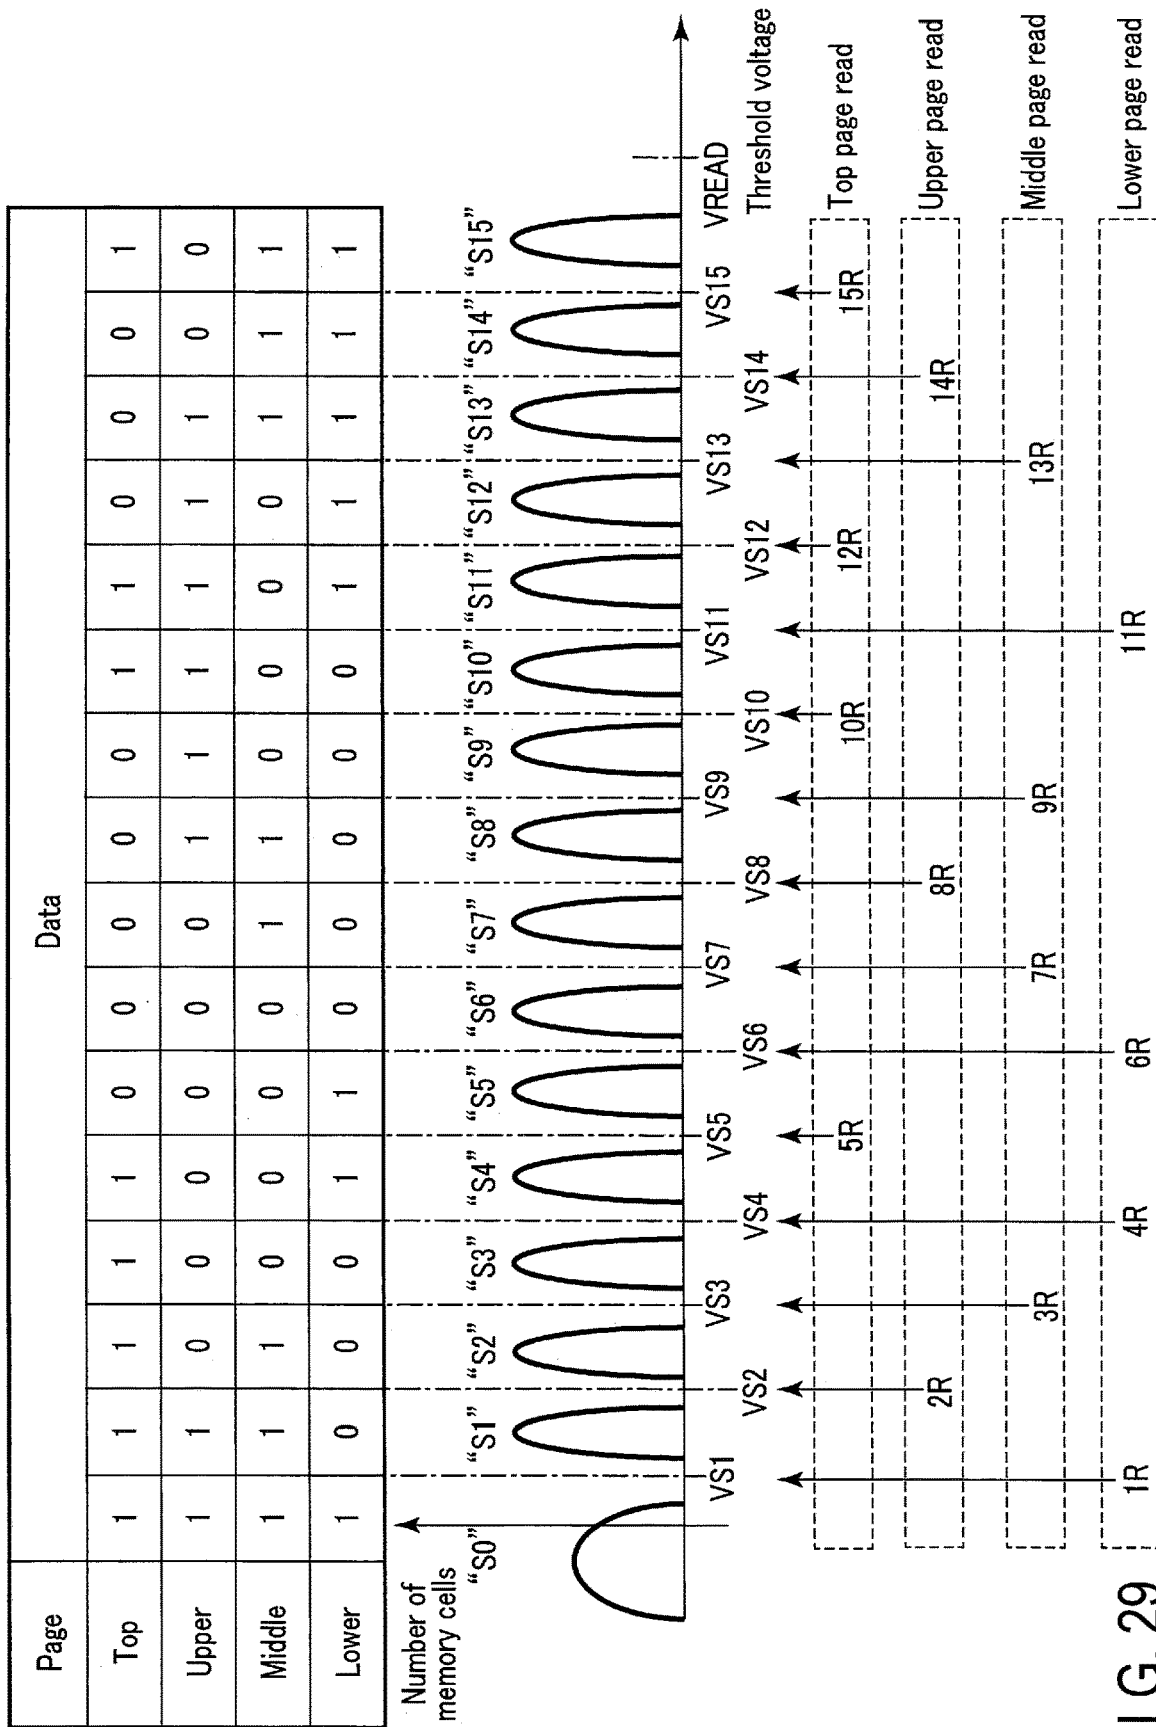 Page Data
Top 1 1 1 1 1 0 0 0 0 0 1 1 0 0 0 1
Upper 1 1 0 0 0 0 0 0 1 1 1 1 1 1 0 0
Middle 1 1 1 0 0 0 0 1 1 0 0 0 0 1 1 1
Lower 1 0 0 0 1 1 0 0 0 0 0 1 1 1 1 1
Number of
memory cells
“S0” “S1” “S2” “S3” “S4” “S5” “S6” “S7” “S8” “S9” “S10” “S11” “S12” “S13” “S14” “S15”
VS1 VS2 VS3 VS4 VS5 VS6 VS7 VS8 VS9 VS10 VS11 VS12 VS13 VS14 VS15 VREAD
Threshold voltage
5R 10R 12R 15R Top page read
2R 8R 14R Upper page read
3R 7R 9R 13R Middle page read
1R 4R 6R 11R Lower page read
G. 29